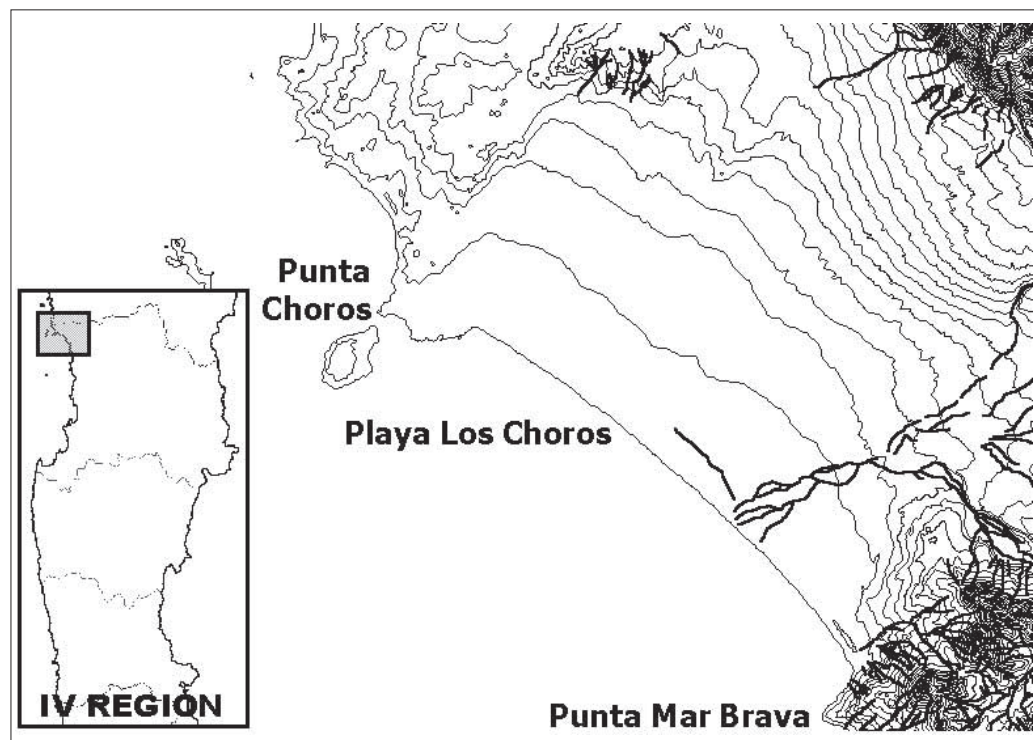 Punta
Choros
Playa Los Choros
IV REGION
Punta Mar Brava